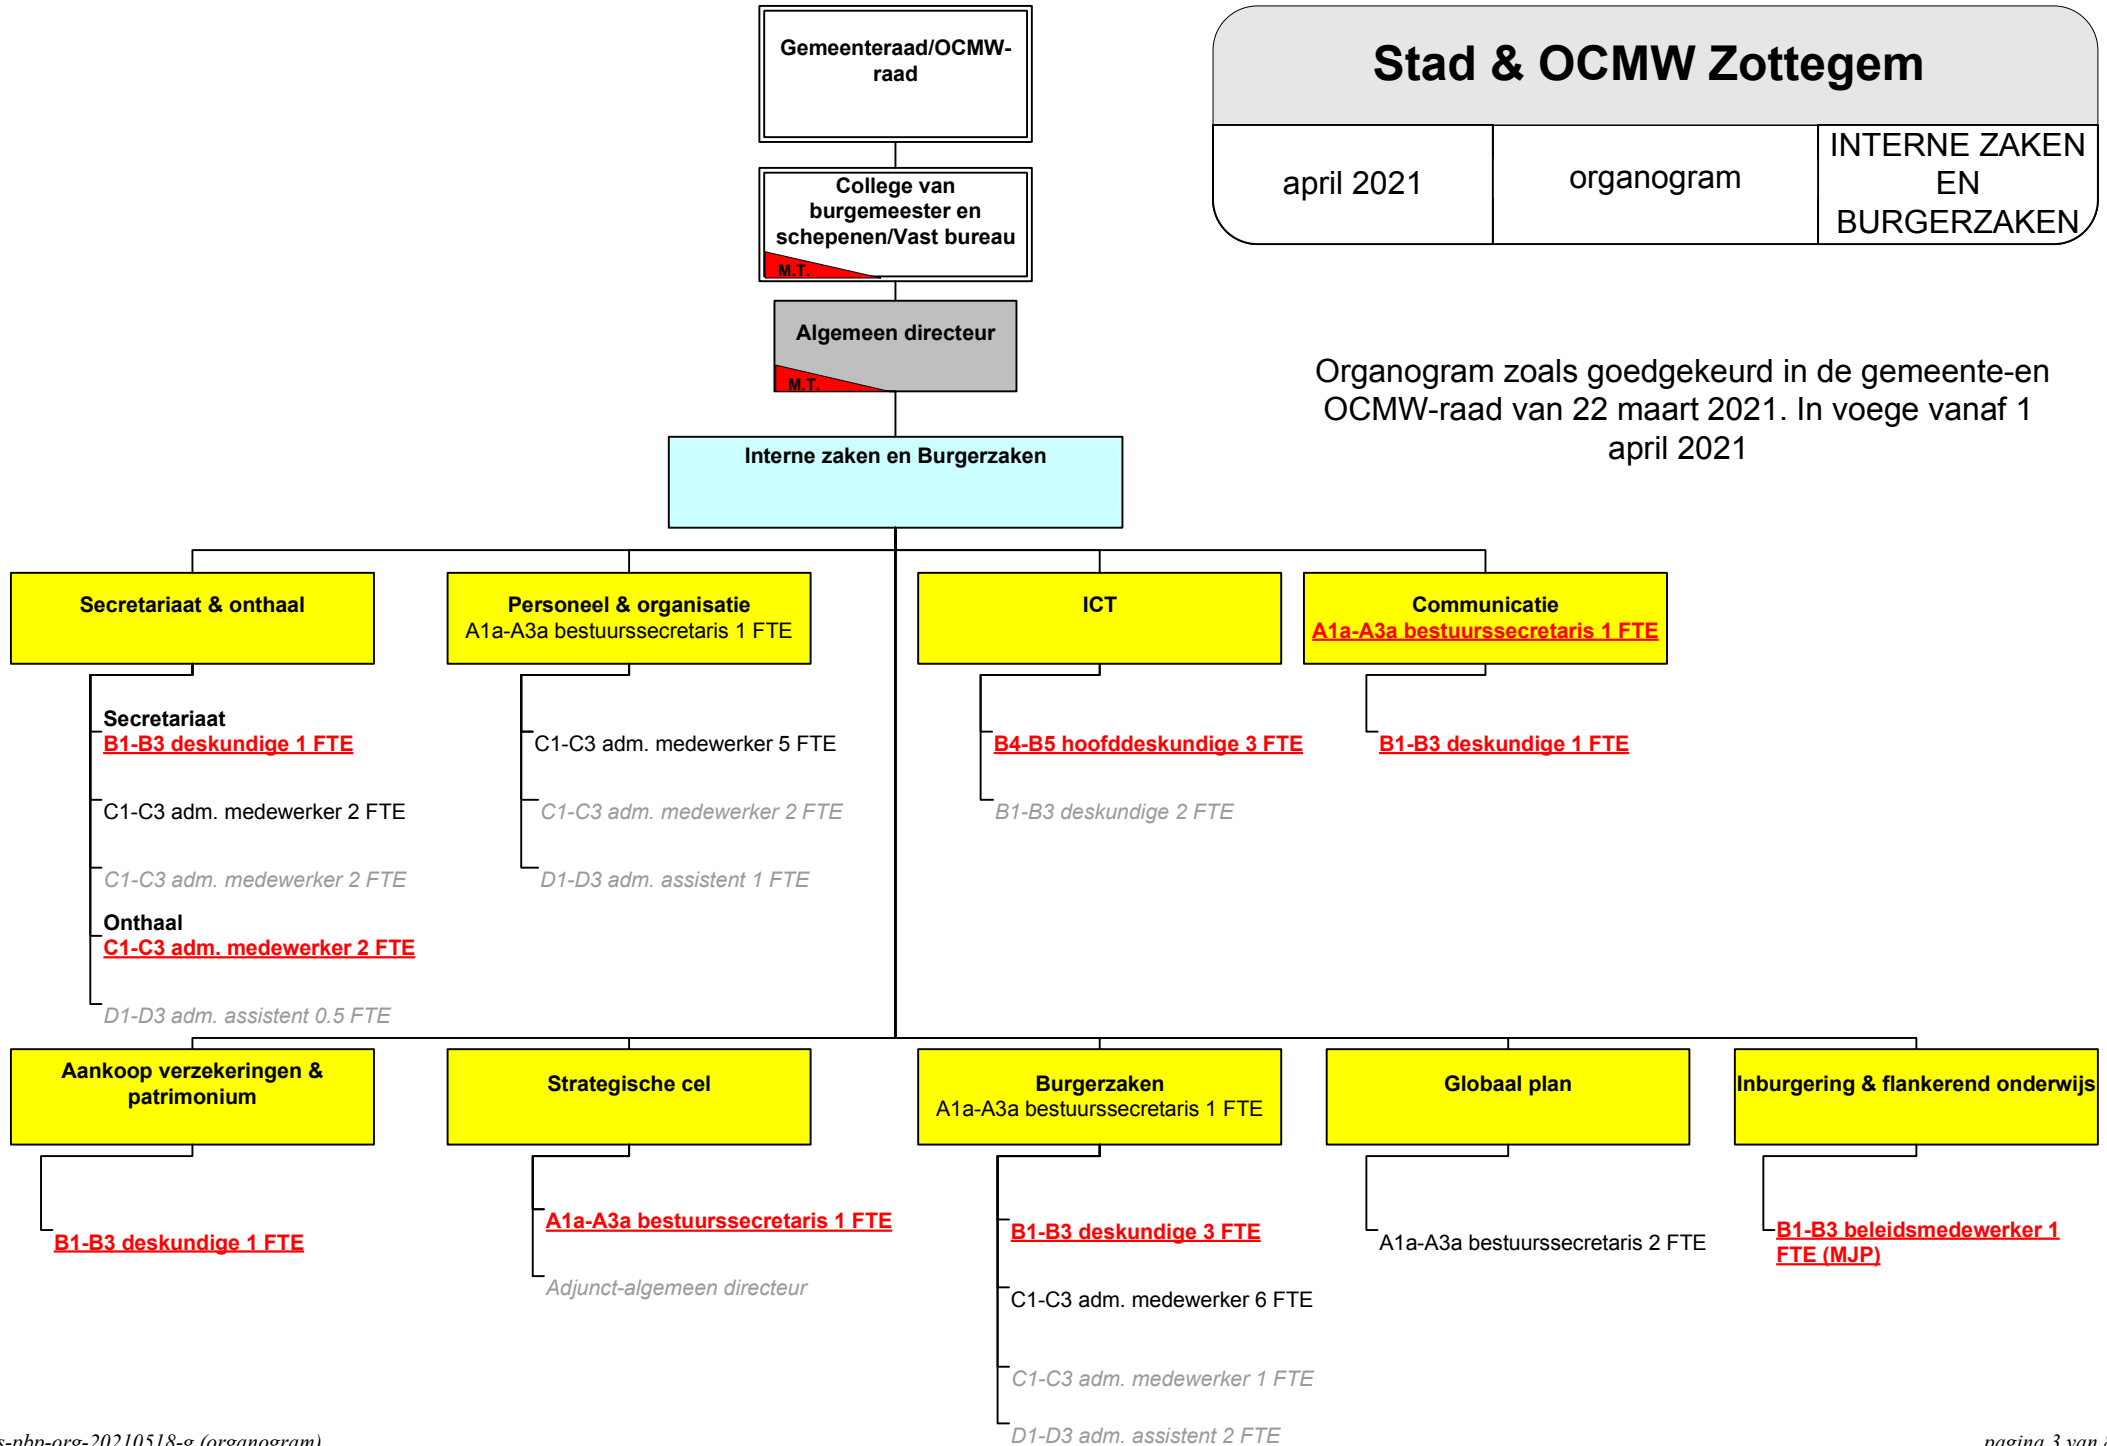 Gemeenteraad/OCMW-
raad
Stad & OCMW Zottegem
april 2021
organogram
INTERNE ZAKEN
EN
BURGERZAKEN
College van
burgemeester en
schepenen/Vast bureau
M.T.
Algemeen directeur
M.T.
Organogram zoals goedgekeurd in de gemeente-en
OCMW-raad van 22 maart 2021. In voege vanaf 1
april 2021
Interne zaken en Burgerzaken
Secretariaat & onthaal
Personeel & organisatie
A1a-A3a bestuurssecretaris 1 FTE
ICT
Communicatie
A1a-A3a bestuurssecretaris 1 FTE
Secretariaat
B1-B3 deskundige 1 FTE
C1-C3 adm. medewerker 2 FTE
C1-C3 adm. medewerker 2 FTE
Onthaal
C1-C3 adm. medewerker 2 FTE
D1-D3 adm. assistent 0.5 FTE
C1-C3 adm. medewerker 5 FTE
C1-C3 adm. medewerker 2 FTE
D1-D3 adm. assistent 1 FTE
B4-B5 hoofddeskundige 3 FTE
B1-B3 deskundige 2 FTE
B1-B3 deskundige 1 FTE
Aankoop verzekeringen &
patrimonium
Strategische cel
Burgerzaken
A1a-A3a bestuurssecretaris 1 FTE
Globaal plan
Inburgering & flankerend onderwijs
B1-B3 deskundige 1 FTE
A1a-A3a bestuurssecretaris 1 FTE
Adjunct-algemeen directeur
B1-B3 deskundige 3 FTE
C1-C3 adm. medewerker 6 FTE
C1-C3 adm. medewerker 1 FTE
D1-D3 adm. assistent 2 FTE
A1a-A3a bestuurssecretaris 2 FTE
B1-B3 beleidsmedewerker 1
FTE (MJP)
s-pbp-org-20210518-g (organogram)
pagina 3 van